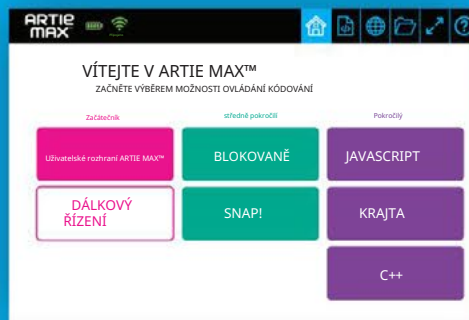 ARTIE
MAX
VÍTEJTE V ARTIE MAX™
ZAČNĚTE VÝBĚREM MOŽNOSTI OVLÁDÁNÍ KÓDOVÁNÍ
Začátečník
středně pokročilí
Pokročilý
Uživatelské rozhraní ARTIE MAX™
BLOKOVANĚ
JAVASCRIPT
DÁLKOVÝ
ŘÍZENÍ
SNAP!
KRAJTA
C++